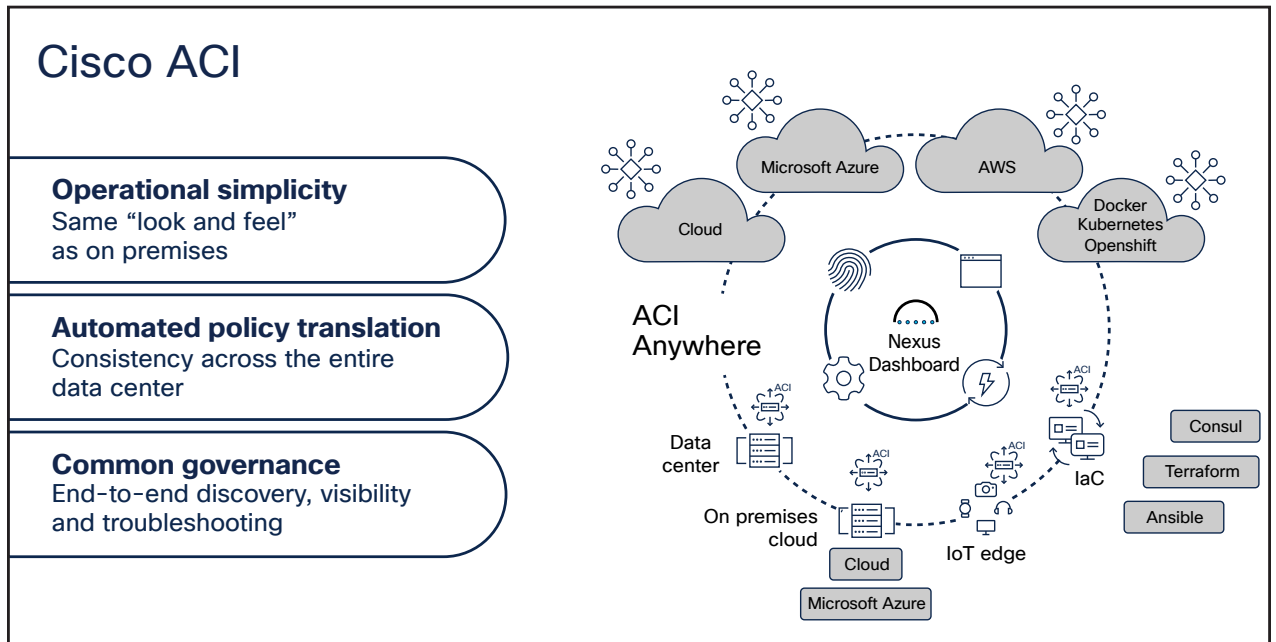 Cisco ACI
Operational simplicity
Same “look and feel”
as on premises
Automated policy translation
Consistency across the entire
data center
Common governance
End-to-end discovery, visibility
and troubleshooting
Cloud
Microsoft Azure
AWS
Docker
Kubernetes
Openshift
ACI
Anywhere
Nexus
Dashboard
ACI
Data
center
ACI
On premises
cloud
Cloud
Microsoft Azure
ACI
IoT edge
ACI
IaC
Consul
Terraform
Ansible